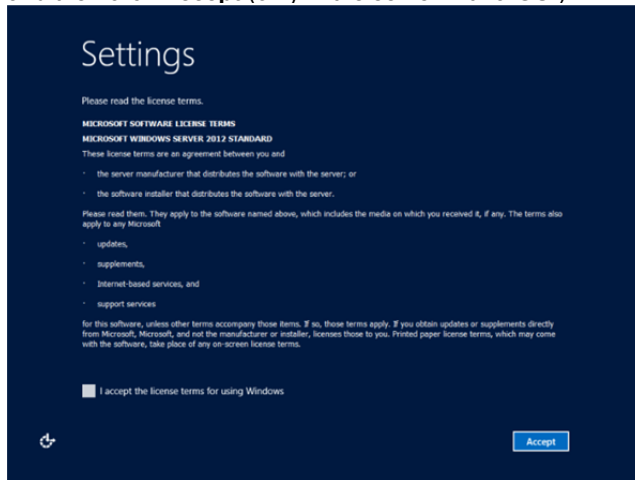 Settings
Please read the license terms.
MICROSOFT SOFTWARE LICENSE TERMS
MICROSOFT WINDOWS SERVER 2012 STANDARD
These license terms are an agreement between you and
· the server manufacturer that distributes the software with the server; or
· the software installer that distributes the software with the server.
Please read them. They apply to the software named above, which includes the media on which you received it, if any. The terms also
apply to any Microsoft
· updates,
· supplements,
· Internet-based services, and
· support services
for this software, unless other terms accompany those items. If so, those terms apply. If you obtain updates or supplements directly
from Microsoft, Microsoft, and not the manufacturer or installer, licenses those to you. Printed paper license terms, which may come
with the software, take place of any on-screen license terms.
I accept the license terms for using Windows
Accept